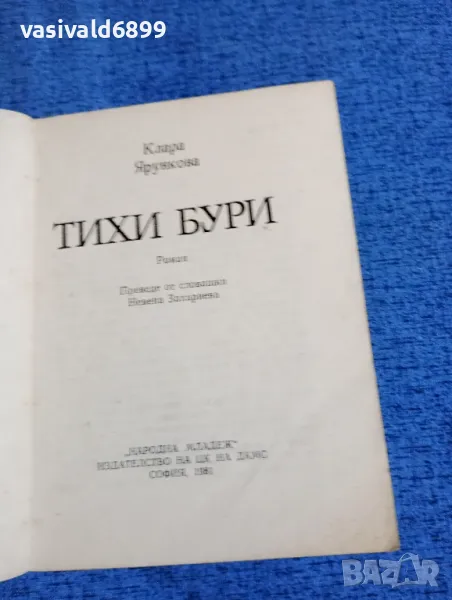 vasivald6899
Клара
Ярункова
ТИХИ БУРИ
Роман
Преведе от словашки
Невена Захариева
„НАРОДНА МЛАДЕЖ“
ИЗДАТЕЛСТВО НА ЦК НА ДКМС
СОФИЯ, 1981
BAZAR